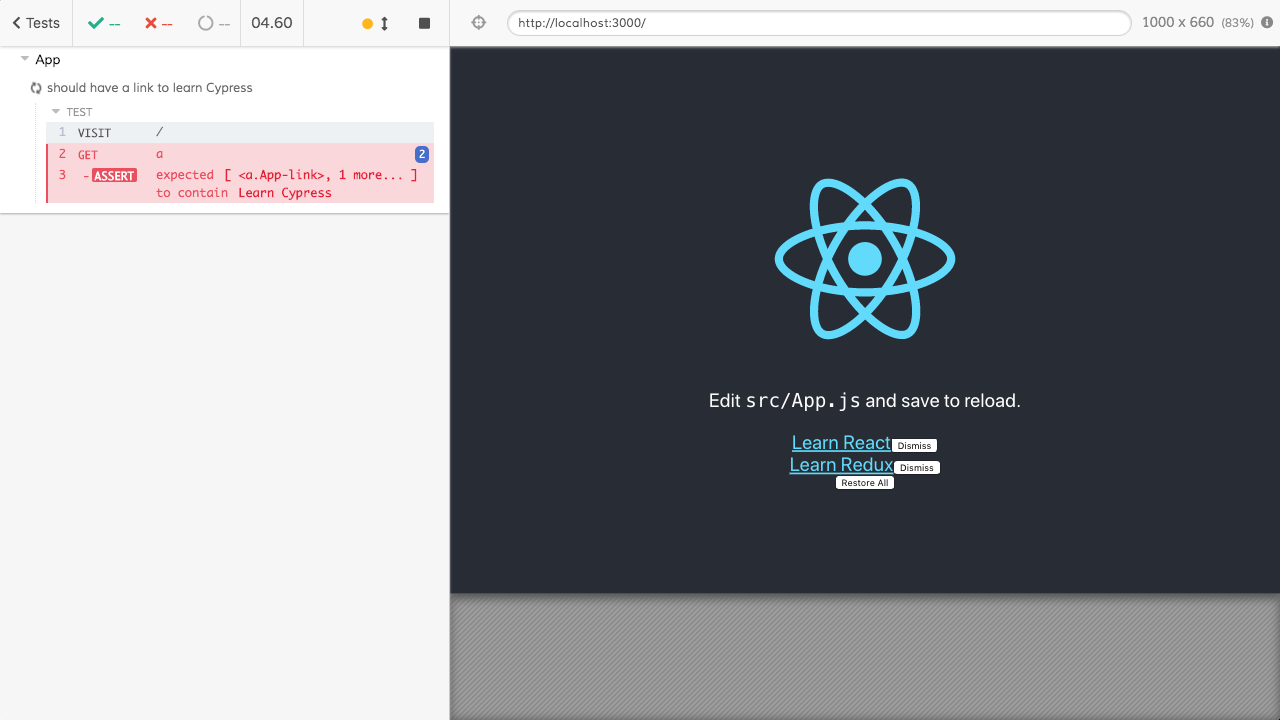 Tests -- -- -- 04.60 http://localhost:3000/ 1000 x 660 (83%)
App
should have a link to learn Cypress
TEST
1 VISIT /
2 GET a 2
3 -ASSERT expected [ <a.App-link>, 1 more... ]
to contain Learn Cypress
Edit src/App.js and save to reload.
Learn React Dismiss
Learn Redux Dismiss
Restore All